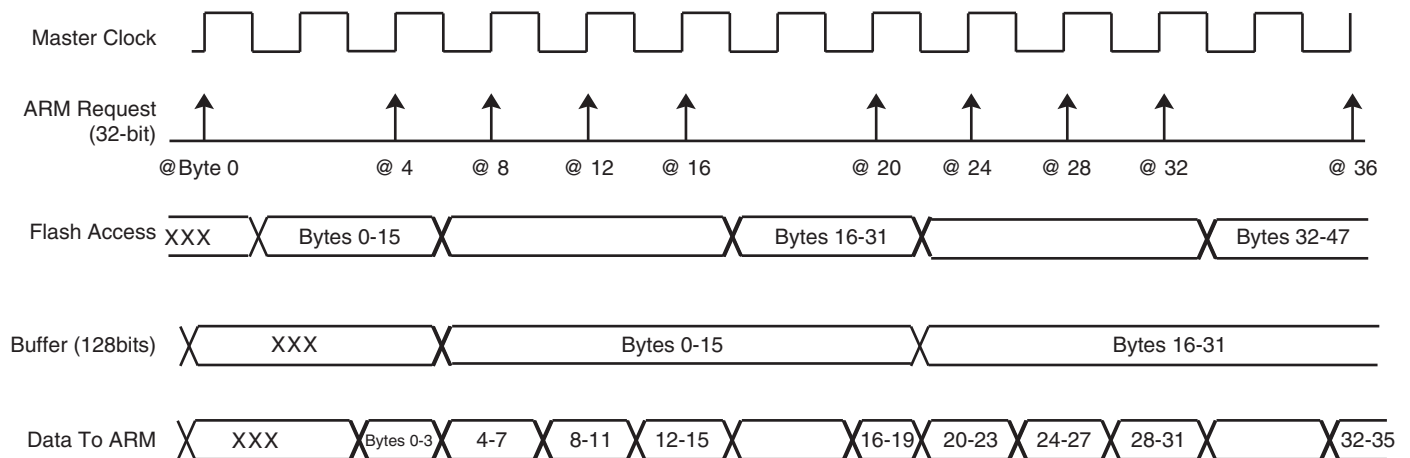 Master Clock
ARM Request
(32-bit)
@Byte 0 @ 4 @ 8 @ 12 @ 16 @ 20 @ 24 @ 28 @ 32 @ 36
Flash Access XXX Bytes 0-15 Bytes 16-31 Bytes 32-47
Buffer (128bits) XXX Bytes 0-15 Bytes 16-31
Data To ARM XXX Bytes 0-3 4-7 8-11 12-15 16-19 20-23 24-27 28-31 32-35